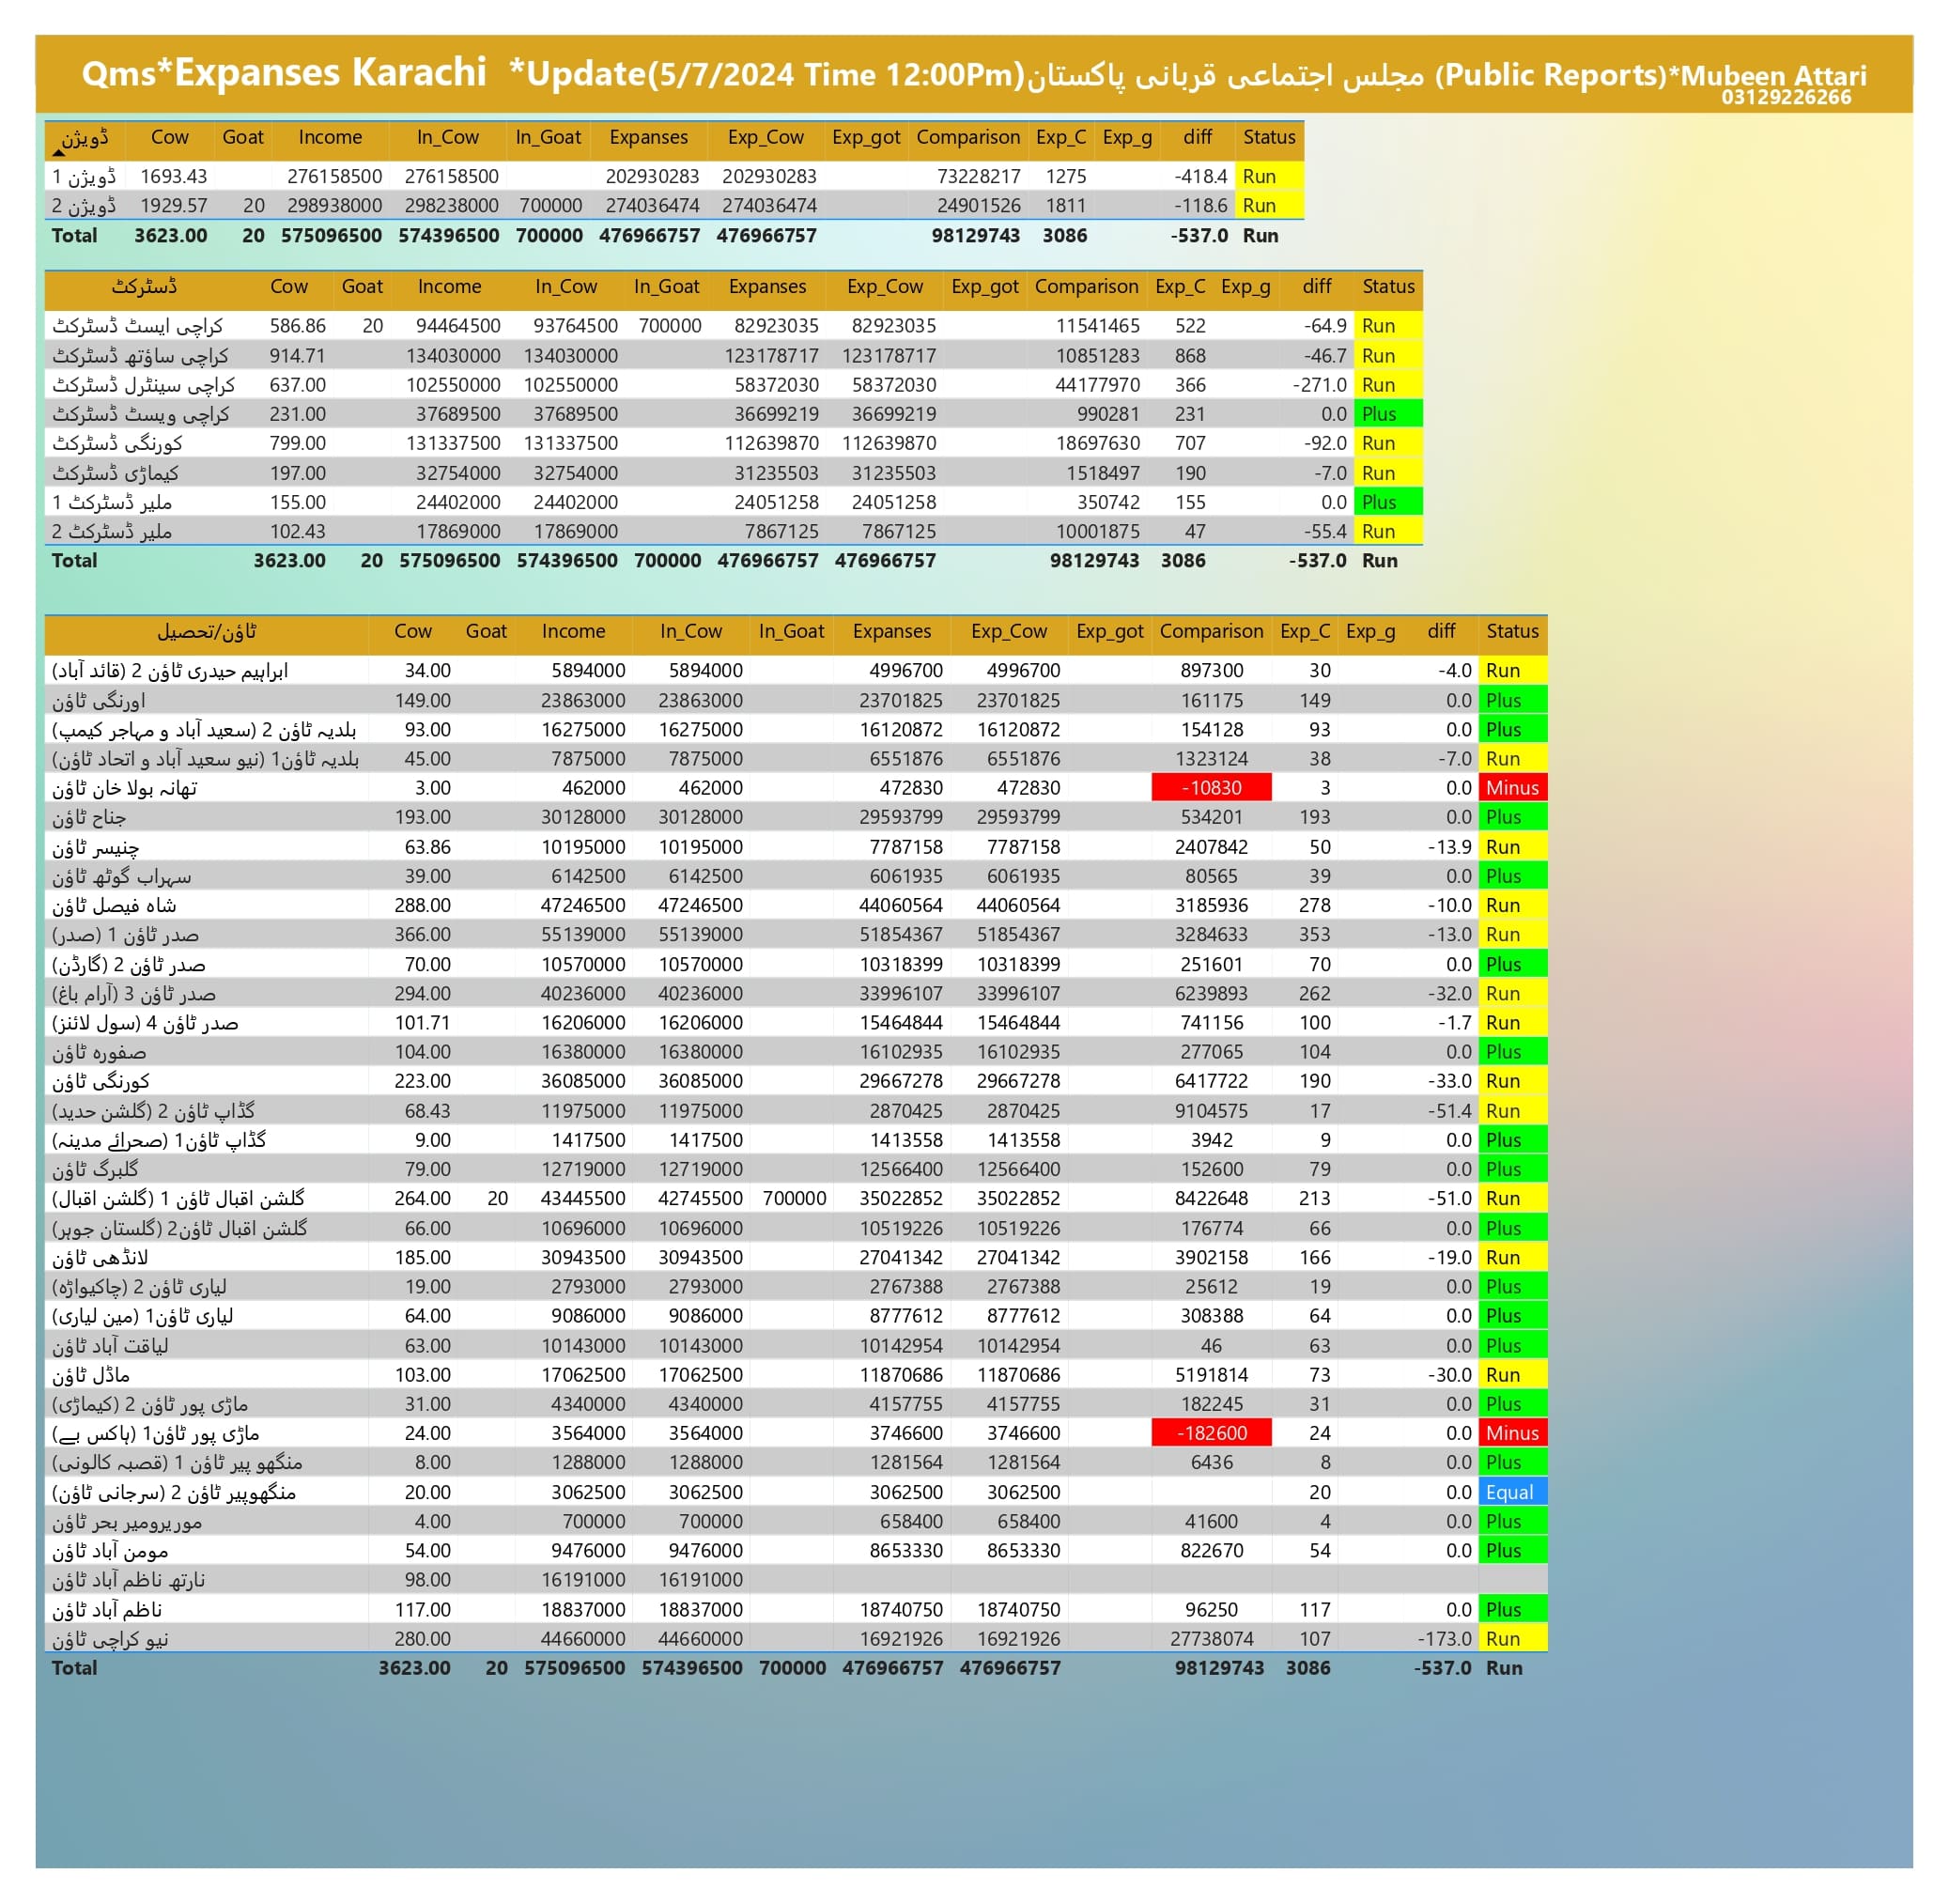 Qms*Expanses Karachi *Update(5/7/2024 Time 12:00Pm)مجلس اجتماعی قربانی پاکستان (Public Reports)*Mubeen Attari
03129226266
ڈویژن Cow Goat Income In_Cow In_Goat Expanses Exp_Cow Exp_got Comparison Exp_C Exp_g diff Status
ڈویژن 1 1693.43 276158500 276158500 202930283 202930283 73228217 1275 -418.4 Run
ڈویژن 2 1929.57 20 298938000 298238000 700000 274036474 274036474 24901526 1811 -118.6 Run
Total 3623.00 20 575096500 574396500 700000 476966757 476966757 98129743 3086 -537.0 Run
ڈسٹرکٹ Cow Goat Income In_Cow In_Goat Expanses Exp_Cow Exp_got Comparison Exp_C Exp_g diff Status
کراچی ایسٹ ڈسٹرکٹ 586.86 20 94464500 93764500 700000 82923035 82923035 11541465 522 -64.9 Run
کراچی ساؤتھ ڈسٹرکٹ 914.71 134030000 134030000 123178717 123178717 10851283 868 -46.7 Run
کراچی سینٹرل ڈسٹرکٹ 637.00 102550000 102550000 58372030 58372030 44177970 366 -271.0 Run
کراچی ویسٹ ڈسٹرکٹ 231.00 37689500 37689500 36699219 36699219 990281 231 0.0 Plus
کورنگی ڈسٹرکٹ 799.00 131337500 131337500 112639870 112639870 18697630 707 -92.0 Run
کیماڑی ڈسٹرکٹ 197.00 32754000 32754000 31235503 31235503 1518497 190 -7.0 Run
ملیر ڈسٹرکٹ 1 155.00 24402000 24402000 24051258 24051258 350742 155 0.0 Plus
ملیر ڈسٹرکٹ 2 102.43 17869000 17869000 7867125 7867125 10001875 47 -55.4 Run
Total 3623.00 20 575096500 574396500 700000 476966757 476966757 98129743 3086 -537.0 Run
ٹاؤن/تحصیل Cow Goat Income In_Cow In_Goat Expanses Exp_Cow Exp_got Comparison Exp_C Exp_g diff Status
ابراہیم حیدری ٹاؤن 2 (قائد آباد) 34.00 5894000 5894000 4996700 4996700 897300 30 -4.0 Run
اورنگی ٹاؤن 149.00 23863000 23863000 23701825 23701825 161175 149 0.0 Plus
بلدیہ ٹاؤن 2 (سعید آباد و مہاجر کیمپ) 93.00 16275000 16275000 16120872 16120872 154128 93 0.0 Plus
بلدیہ ٹاؤن1 (نیو سعید آباد و اتحاد ٹاؤن) 45.00 7875000 7875000 6551876 6551876 1323124 38 -7.0 Run
تھانہ بولا خان ٹاؤن 3.00 462000 462000 472830 472830 -10830 3 0.0 Minus
جناح ٹاؤن 193.00 30128000 30128000 29593799 29593799 534201 193 0.0 Plus
چنیسر ٹاؤن 63.86 10195000 10195000 7787158 7787158 2407842 50 -13.9 Run
سہراب گوٹھ ٹاؤن 39.00 6142500 6142500 6061935 6061935 80565 39 0.0 Plus
شاہ فیصل ٹاؤن 288.00 47246500 47246500 44060564 44060564 3185936 278 -10.0 Run
صدر ٹاؤن 1 (صدر) 366.00 55139000 55139000 51854367 51854367 3284633 353 -13.0 Run
صدر ٹاؤن 2 (گارڈن) 70.00 10570000 10570000 10318399 10318399 251601 70 0.0 Plus
صدر ٹاؤن 3 (آرام باغ) 294.00 40236000 40236000 33996107 33996107 6239893 262 -32.0 Run
صدر ٹاؤن 4 (سول لائنز) 101.71 16206000 16206000 15464844 15464844 741156 100 -1.7 Run
صفورہ ٹاؤن 104.00 16380000 16380000 16102935 16102935 277065 104 0.0 Plus
کورنگی ٹاؤن 223.00 36085000 36085000 29667278 29667278 6417722 190 -33.0 Run
گڈاپ ٹاؤن 2 (گلشن حدید) 68.43 11975000 11975000 2870425 2870425 9104575 17 -51.4 Run
گڈاپ ٹاؤن1 (صحرائے مدینہ) 9.00 1417500 1417500 1413558 1413558 3942 9 0.0 Plus
گلبرگ ٹاؤن 79.00 12719000 12719000 12566400 12566400 152600 79 0.0 Plus
گلشن اقبال ٹاؤن 1 (گلشن اقبال) 264.00 20 43445500 42745500 700000 35022852 35022852 8422648 213 -51.0 Run
گلشن اقبال ٹاؤن2 (گلستان جوہر) 66.00 10696000 10696000 10519226 10519226 176774 66 0.0 Plus
لانڈھی ٹاؤن 185.00 30943500 30943500 27041342 27041342 3902158 166 -19.0 Run
لیاری ٹاؤن 2 (چاکیواڑہ) 19.00 2793000 2793000 2767388 2767388 25612 19 0.0 Plus
لیاری ٹاؤن1 (مین لیاری) 64.00 9086000 9086000 8777612 8777612 308388 64 0.0 Plus
لیاقت آباد ٹاؤن 63.00 10143000 10143000 10142954 10142954 46 63 0.0 Plus
ماڈل ٹاؤن 103.00 17062500 17062500 11870686 11870686 5191814 73 -30.0 Run
ماڑی پور ٹاؤن 2 (کیماڑی) 31.00 4340000 4340000 4157755 4157755 182245 31 0.0 Plus
ماڑی پور ٹاؤن1 (ہاکس بے) 24.00 3564000 3564000 3746600 3746600 -182600 24 0.0 Minus
منگھو پیر ٹاؤن 1 (قصبہ کالونی) 8.00 1288000 1288000 1281564 1281564 6436 8 0.0 Plus
منگھوپیر ٹاؤن 2 (سرجانی ٹاؤن) 20.00 3062500 3062500 3062500 3062500 20 0.0 Equal
موریرومیر بحر ٹاؤن 4.00 700000 700000 658400 658400 41600 4 0.0 Plus
مومن آباد ٹاؤن 54.00 9476000 9476000 8653330 8653330 822670 54 0.0 Plus
نارتھ ناظم آباد ٹاؤن 98.00 16191000 16191000
ناظم آباد ٹاؤن 117.00 18837000 18837000 18740750 18740750 96250 117 0.0 Plus
نیو کراچی ٹاؤن 280.00 44660000 44660000 16921926 16921926 27738074 107 -173.0 Run
Total 3623.00 20 575096500 574396500 700000 476966757 476966757 98129743 3086 -537.0 Run